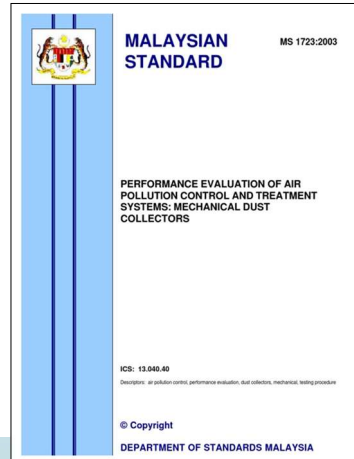 MALAYSIAN
STANDARD
MS 1723:2003
PERFORMANCE EVALUATION OF AIR
POLLUTION CONTROL AND TREATMENT
SYSTEMS: MECHANICAL DUST
COLLECTORS
ICS: 13.040.40
Descriptors: air pollution control, performance evaluation, dust collectors, mechanical, testing procedure
© Copyright
DEPARTMENT OF STANDARDS MALAYSIA